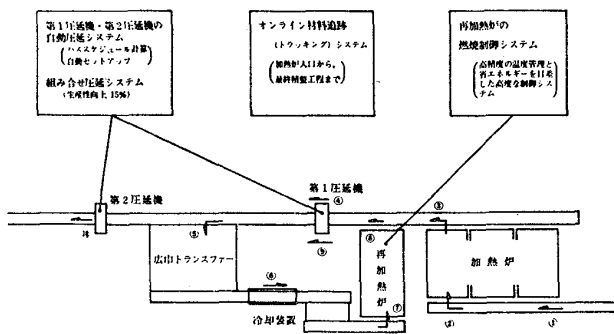 第1圧延機・第2圧延機の
自動圧延システム
(パススケジュール計算
自動セットアップ)
組み合せ圧延システム
(生産性向上15%)
オンライン材料追跡
(トラッキング)システム
(加熱炉入口から,
最終精整工程まで)
再加熱炉の
燃焼制御システム
(高精度の温度管理と
省エネルギーを目差
した高度な制御シス
テム)
第2圧延機
第1圧延機
④
③
⑤
⑨
⑧
広巾トランスファー
再加熱炉
加熱炉
⑥
⑦
冷却装置